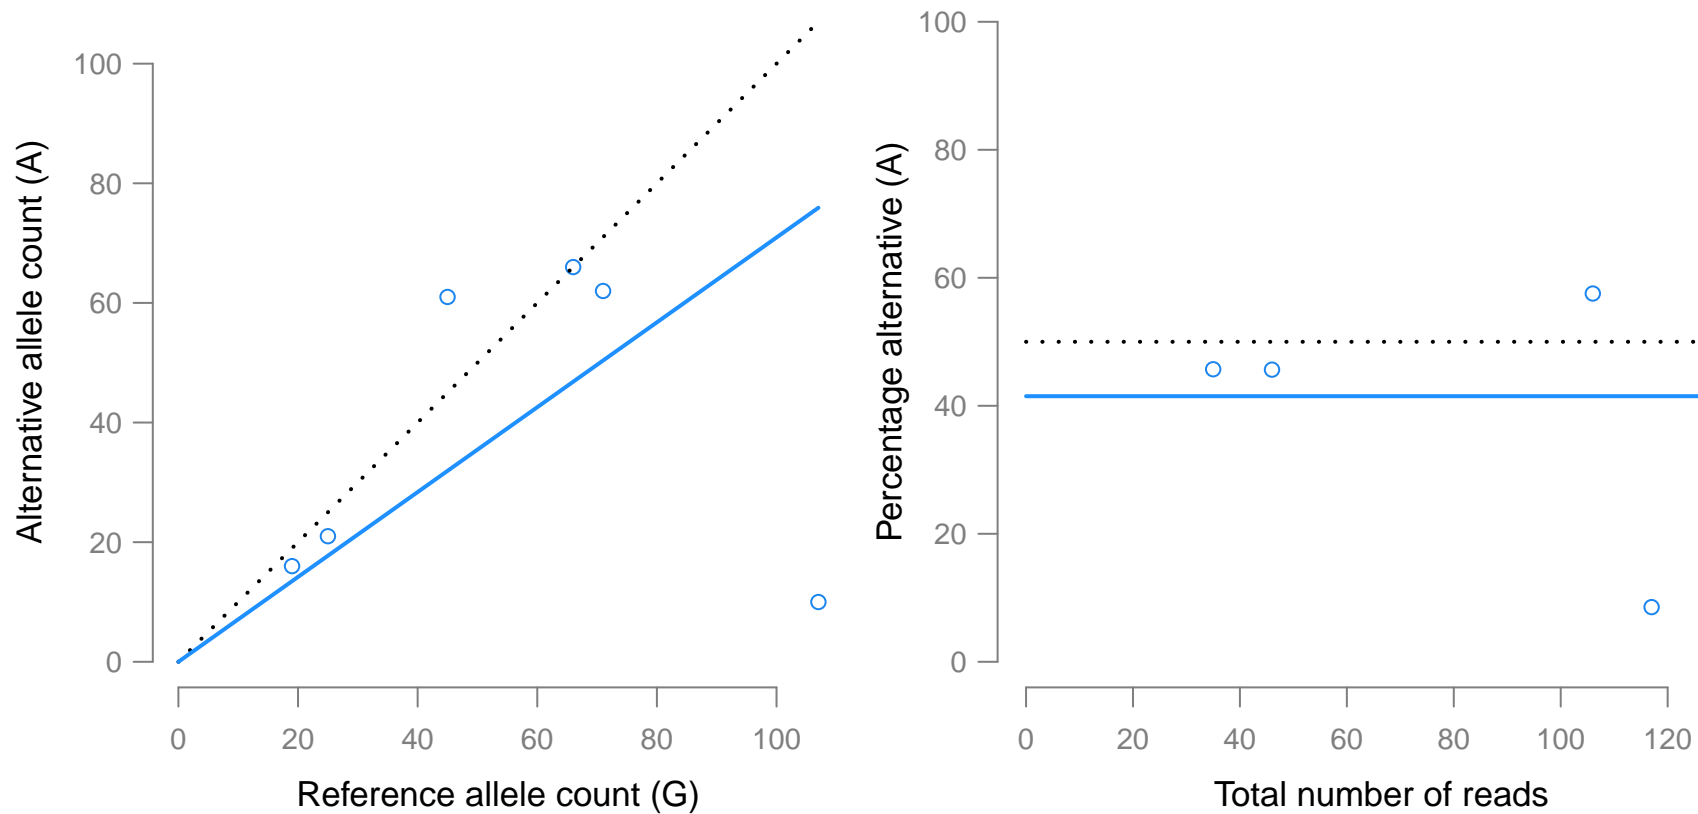 Alternative allele count (A)
100
80
60
40
20
0
0 20 40 60 80 100
Reference allele count (G)
Percentage alternative (A)
100
80
60
40
20
0
0 20 40 60 80 100 120
Total number of reads